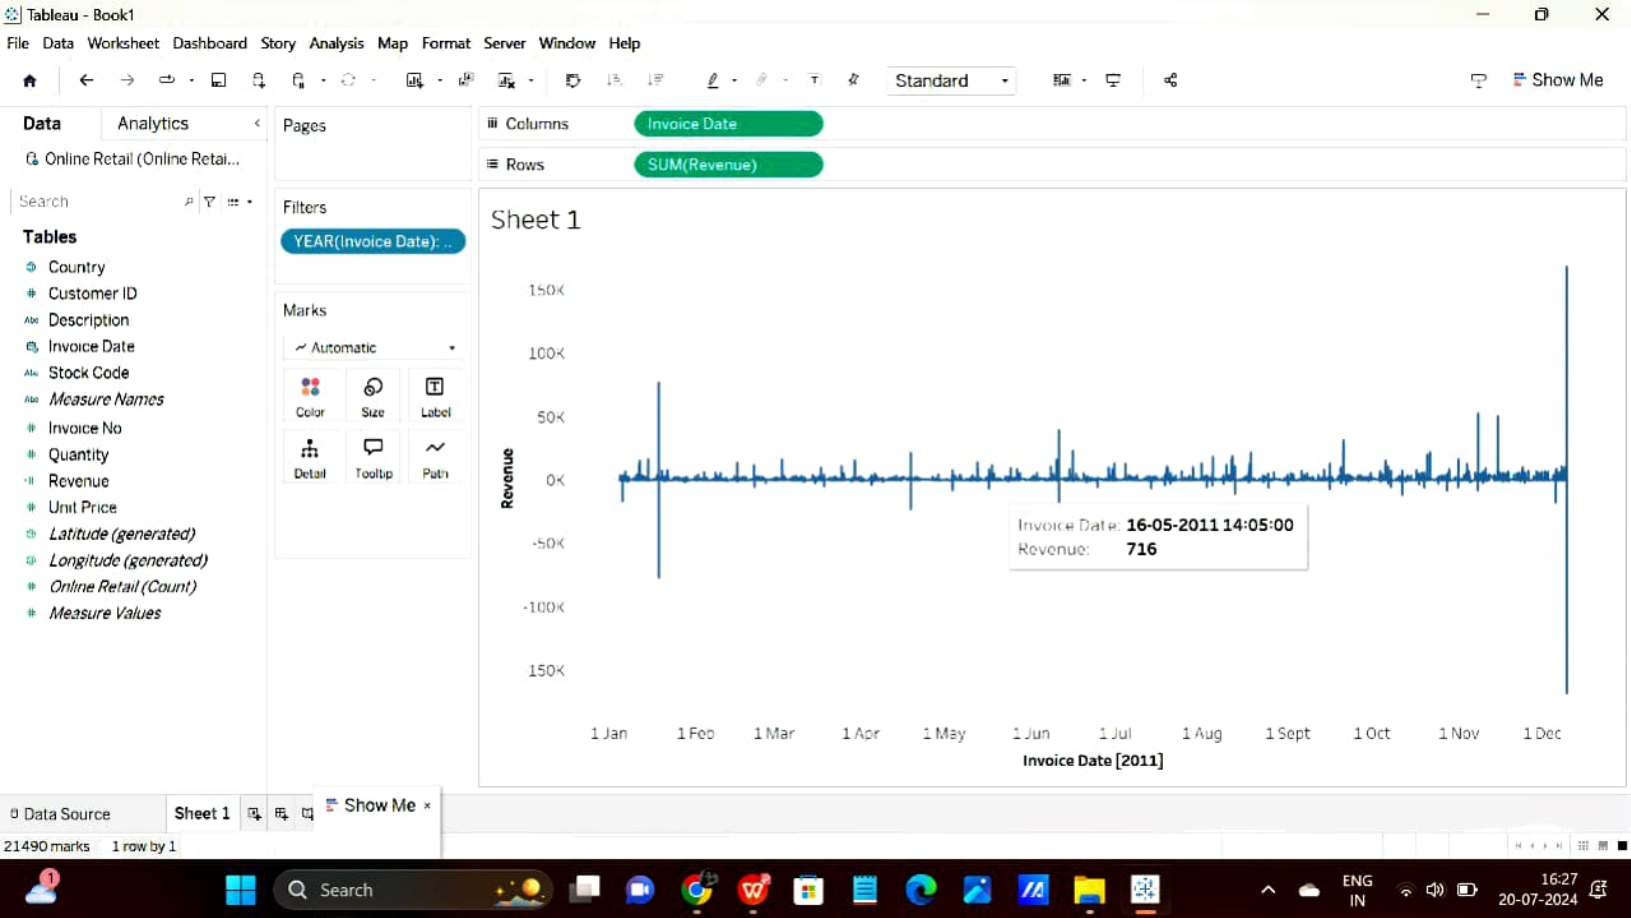 Tableau - Book1
File Data Worksheet Dashboard Story Analysis Map Format Server Window Help
Standard
Show Me
Data Analytics
Pages
Columns
Invoice Date
Online Retail (Online Retai...
Rows
SUM(Revenue)
Search
Filters
YEAR(Invoice Date): ..
Sheet 1
Tables
Country
Customer ID
Abc Description
Invoice Date
Abc Stock Code
Abc Measure Names
Invoice No
Quantity
Revenue
Unit Price
Latitude (generated)
Longitude (generated)
Online Retail (Count)
Measure Values
Marks
Automatic
Color Size Label
Detail Tooltip Path
150K
100K
50K
0K
-50K
-100K
150K
Revenue
Invoice Date: 16-05-2011 14:05:00
Revenue: 716
1 Jan 1 Feb 1 Mar 1 Apr 1 May 1 Jun 1 Jul 1 Aug 1 Sept 1 Oct 1 Nov 1 Dec
Invoice Date [2011]
Data Source Sheet 1
Show Me ×
21490 marks 1 row by 1
1
Search
ENG
IN
16:27
20-07-2024